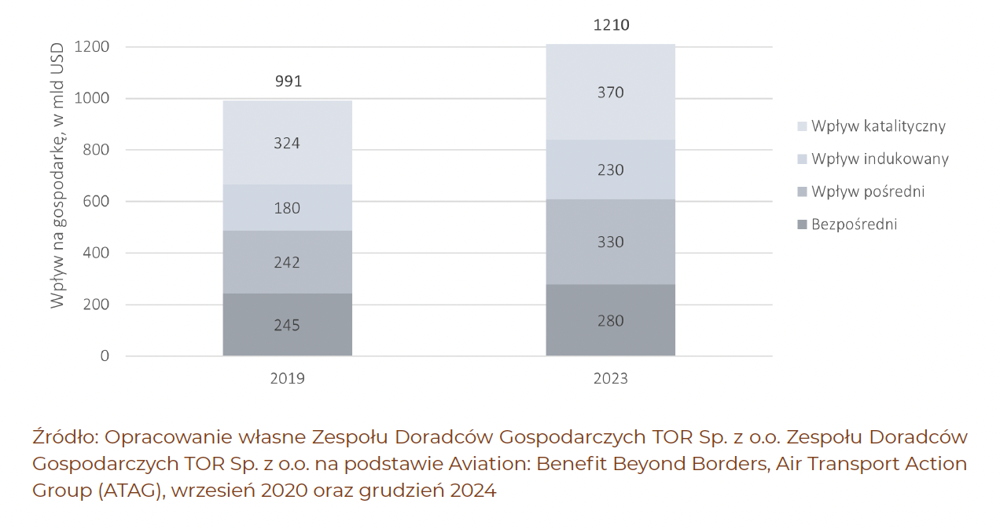 Wpływ na gospodarkę, w mld USD
1200
1000
800
600
400
200
0
991
324
180
242
245
2019
1210
370
230
330
280
2023
Wpływ katalityczny
Wpływ indukowany
Wpływ pośredni
Bezpośredni
Źródło: Opracowanie własne Zespołu Doradców Gospodarczych TOR Sp. z o.o. Zespołu Doradców
Gospodarczych TOR Sp. z o.o. na podstawie Aviation: Benefit Beyond Borders, Air Transport Action
Group (ATAG), wrzesień 2020 oraz grudzień 2024